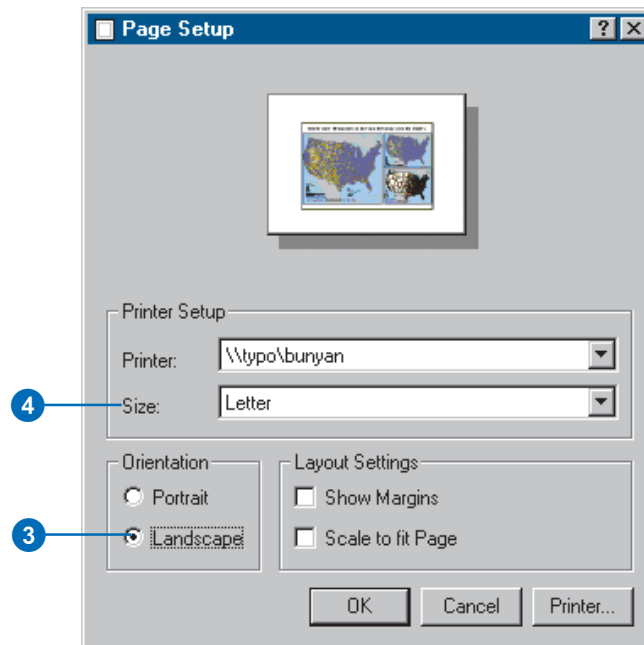 Page Setup
Printer Setup
Printer: \\typo\bunyan
4 Size: Letter
Orientation
Portrait
3 Landscape
Layout Settings
Show Margins
Scale to fit Page
OK Cancel Printer...